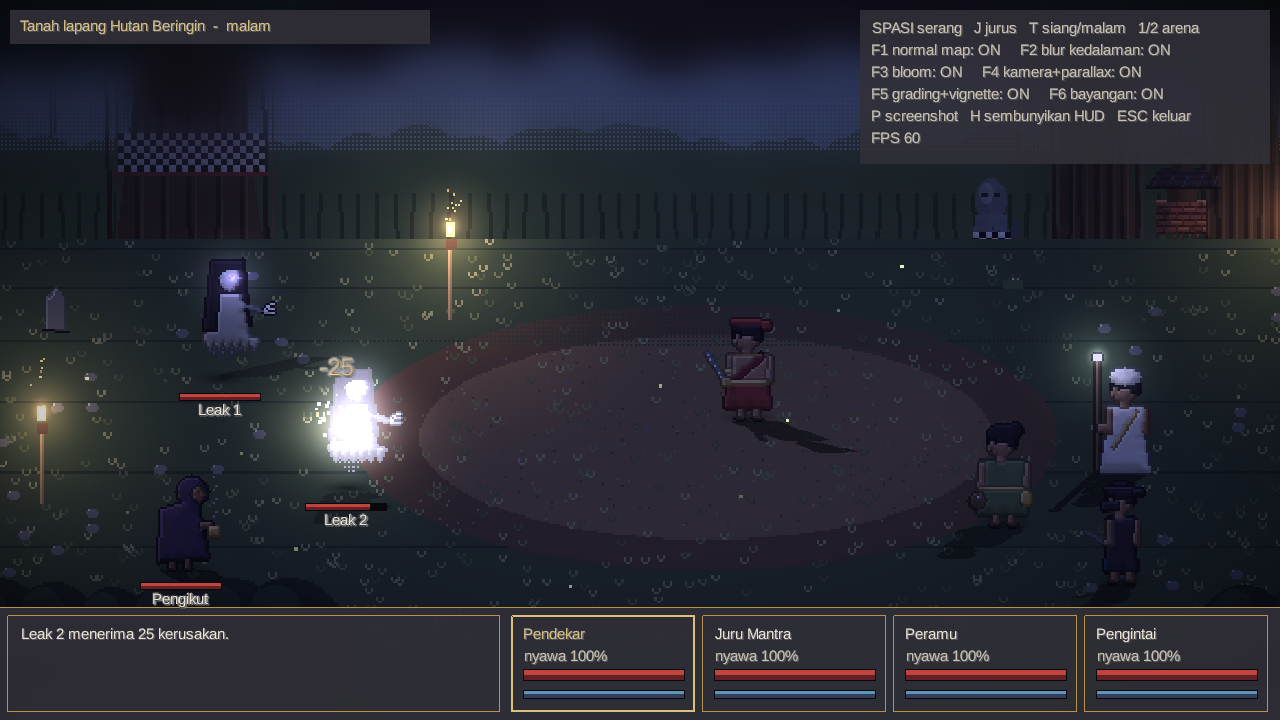 Tanah lapang Hutan Beringin - malam
SPASI serang J jurus T siang/malam 1/2 arena
F1 normal map: ON F2 blur kedalaman: ON
F3 bloom: ON F4 kamera+parallax: ON
F5 grading+vignette: ON F6 bayangan: ON
P screenshot H sembunyikan HUD ESC keluar
FPS 60
-25
Leak 1
Leak 2
Pengikut
Leak 2 menerima 25 kerusakan.
Pendekar
nyawa 100%
Juru Mantra
nyawa 100%
Peramu
nyawa 100%
Pengintai
nyawa 100%